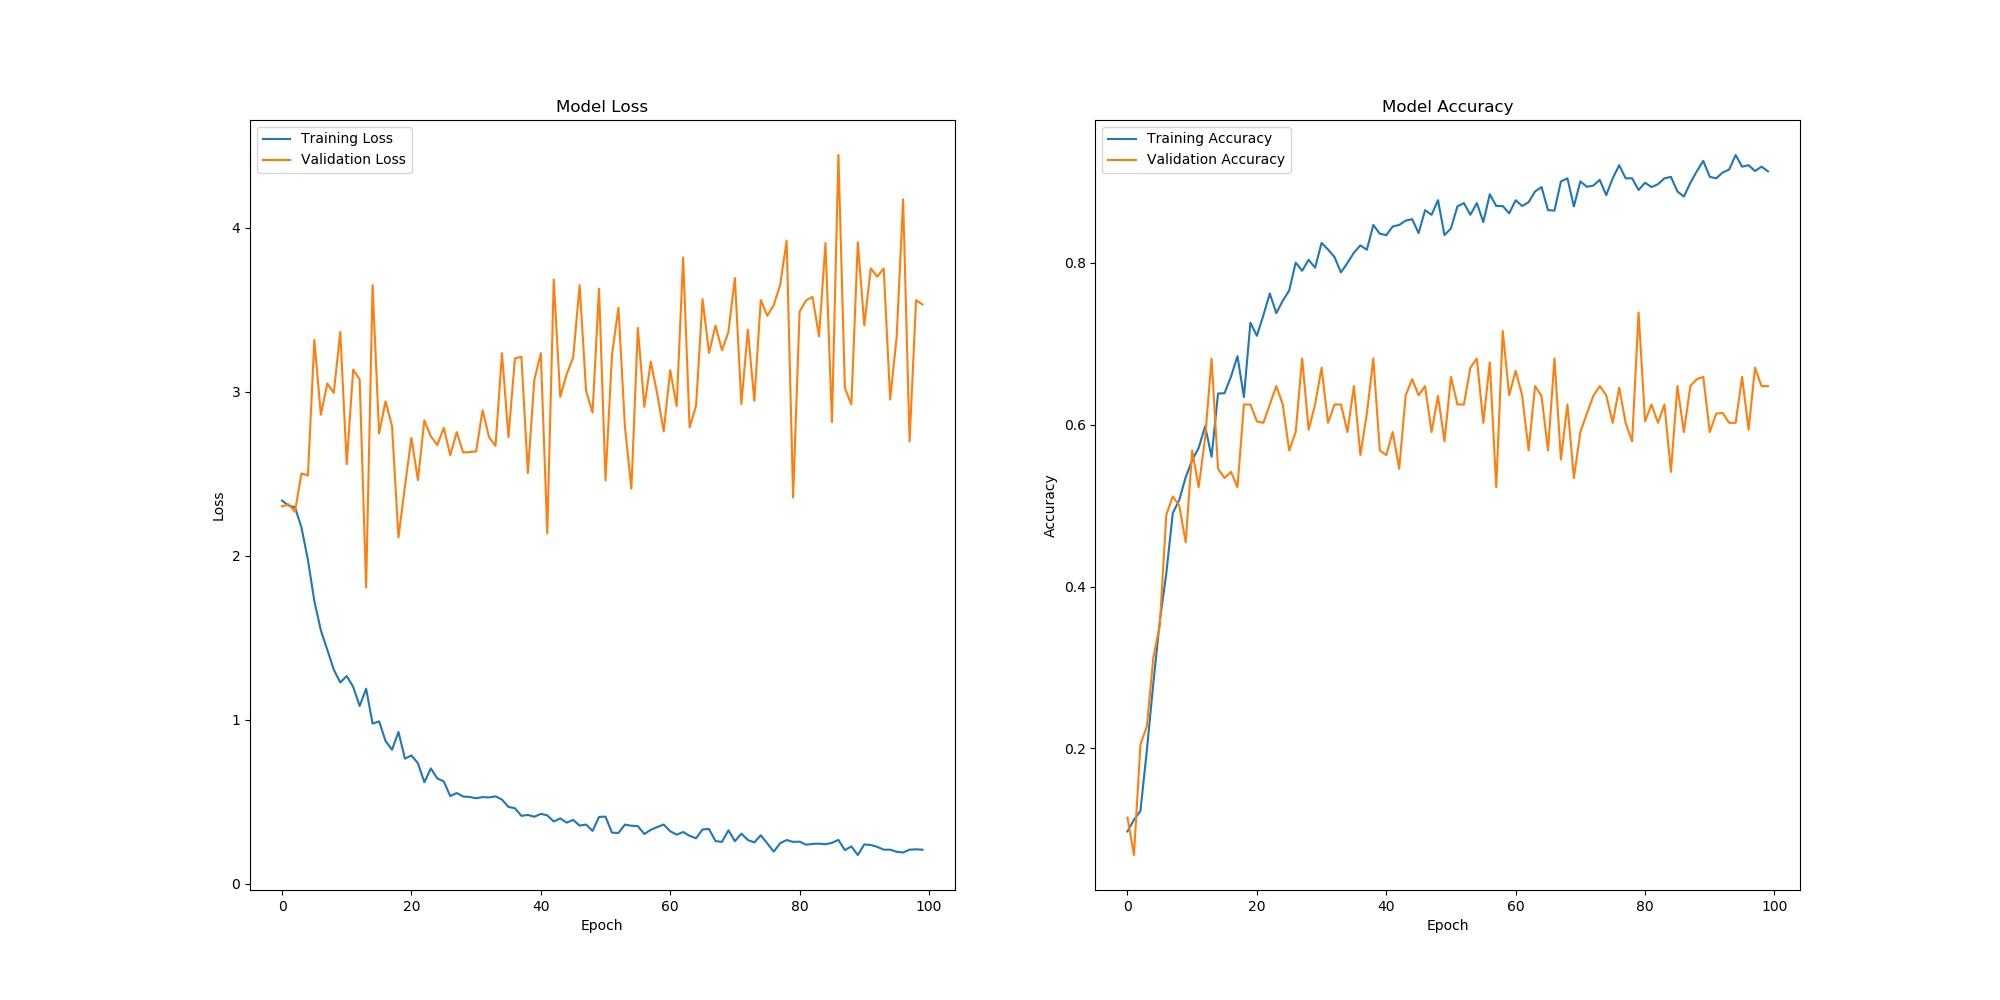 Model Loss
Training Loss
Validation Loss
4
3
2
1
0
Loss
0 20 40 60 80 100
Epoch
Model Accuracy
Training Accuracy
Validation Accuracy
0.8
0.6
0.4
0.2
Accuracy
0 20 40 60 80 100
Epoch